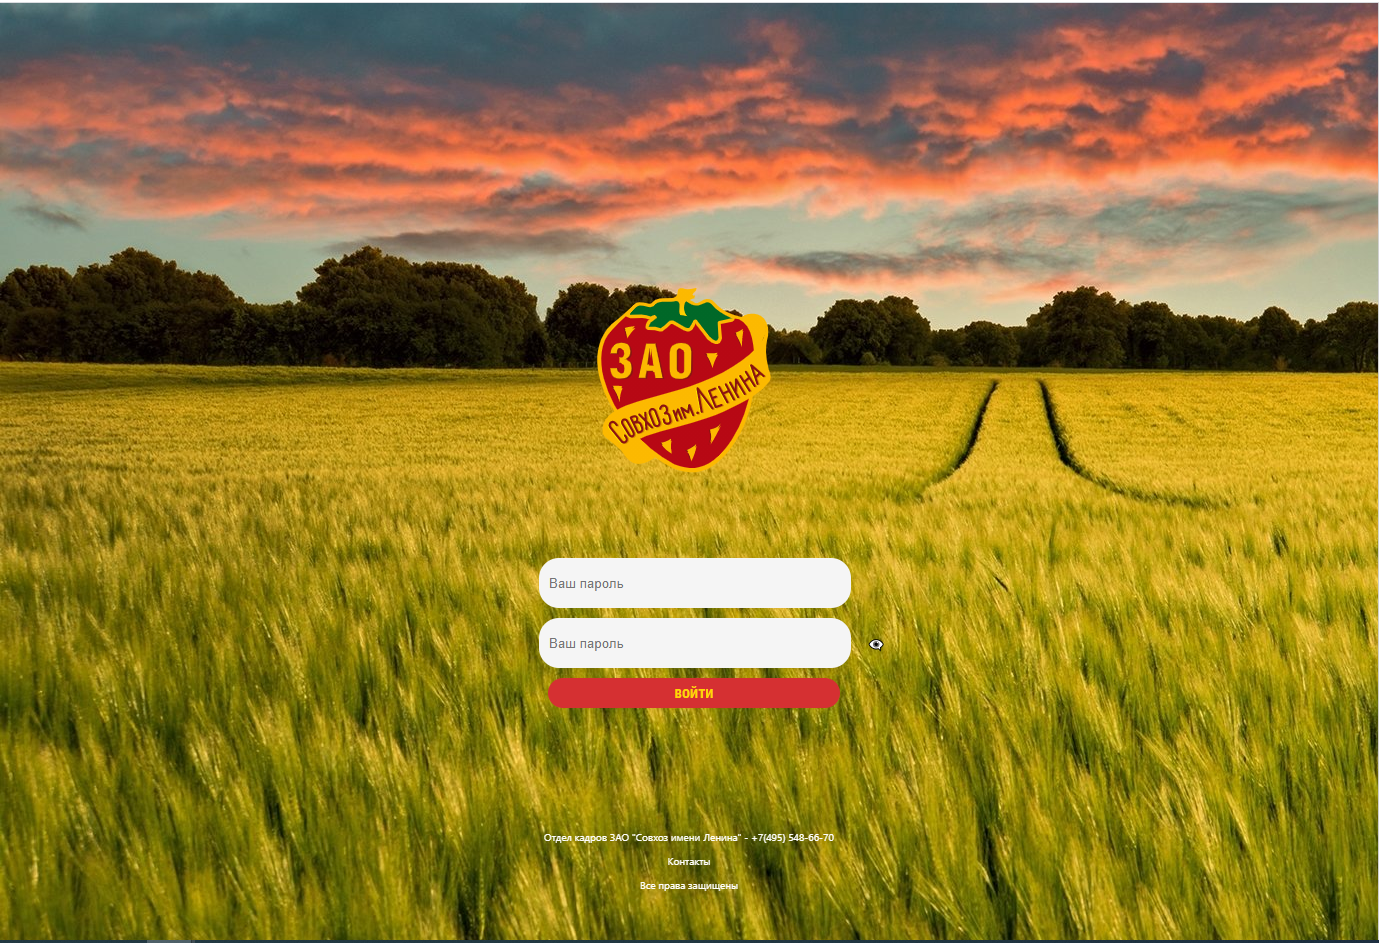 ЗАО
СОВХОЗ им. ЛЕНИНА
Ваш пароль
Ваш пароль
ВОЙТИ
Отдел кадров ЗАО "Совхоз имени Ленина" - +7(495) 548-66-70
Контакты
Все права защищены